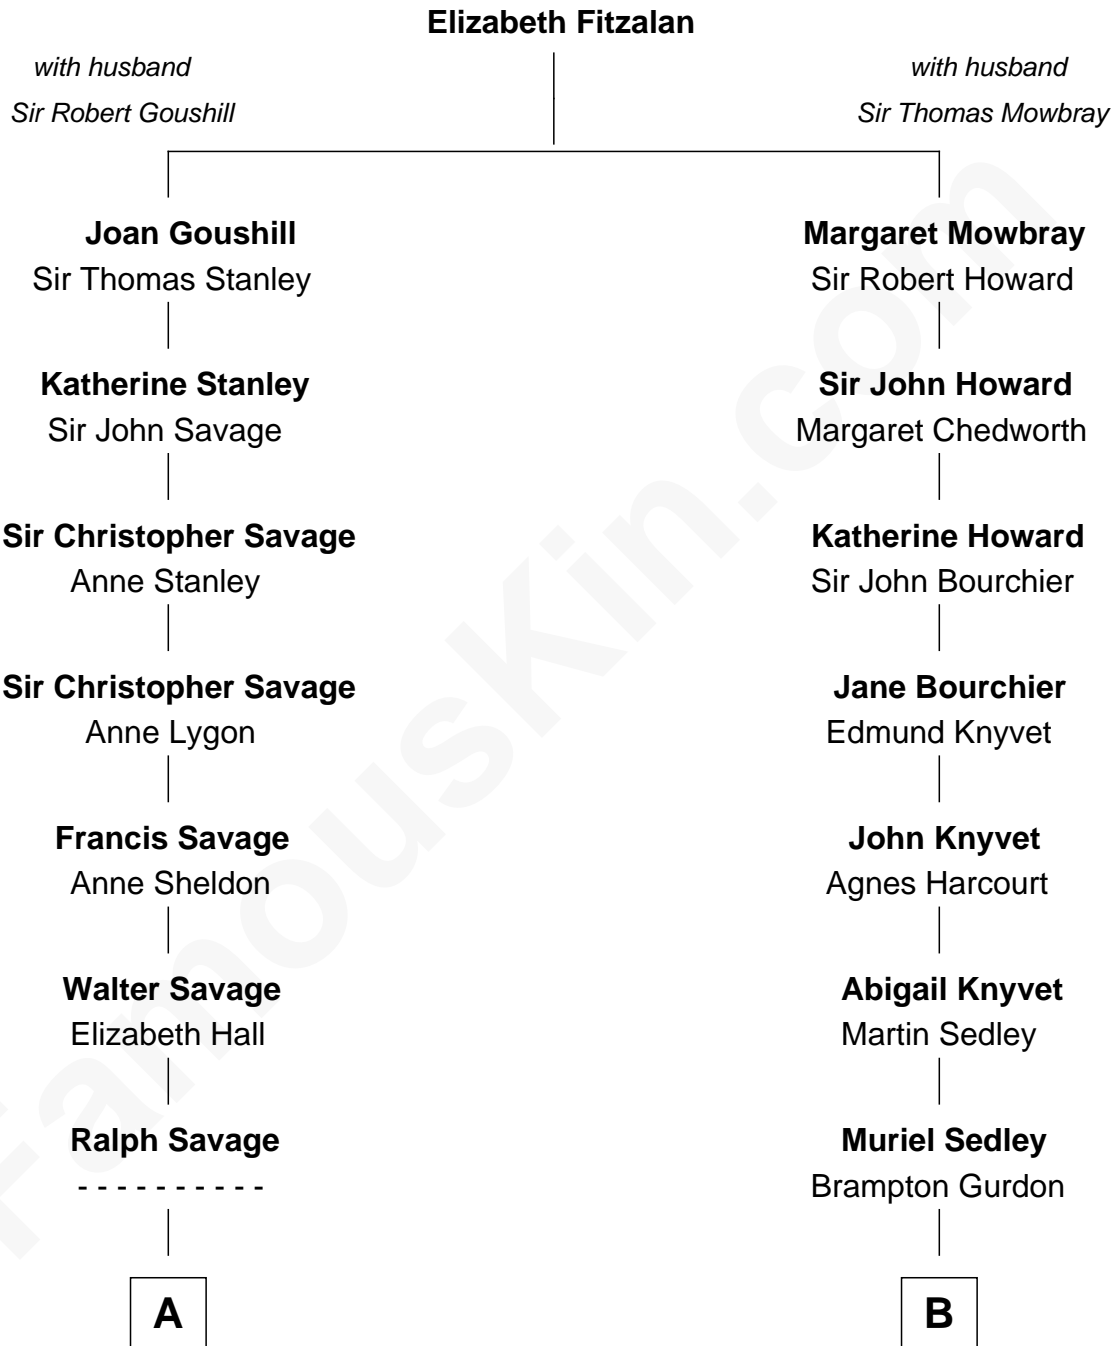 Elizabeth Fitzalan
with husband
Sir Robert Goushill
with husband
Sir Thomas Mowbray
Joan Goushill
Sir Thomas Stanley
Margaret Mowbray
Sir Robert Howard
Katherine Stanley
Sir John Savage
Sir John Howard
Margaret Chedworth
Sir Christopher Savage
Anne Stanley
Katherine Howard
Sir John Bourchier
Sir Christopher Savage
Anne Lygon
Jane Bourchier
Edmund Knyvet
Francis Savage
Anne Sheldon
John Knyvet
Agnes Harcourt
Walter Savage
Elizabeth Hall
Abigail Knyvet
Martin Sedley
Ralph Savage
- - - - - - - - - -
Muriel Sedley
Brampton Gurdon
A
B
FamousKin.com